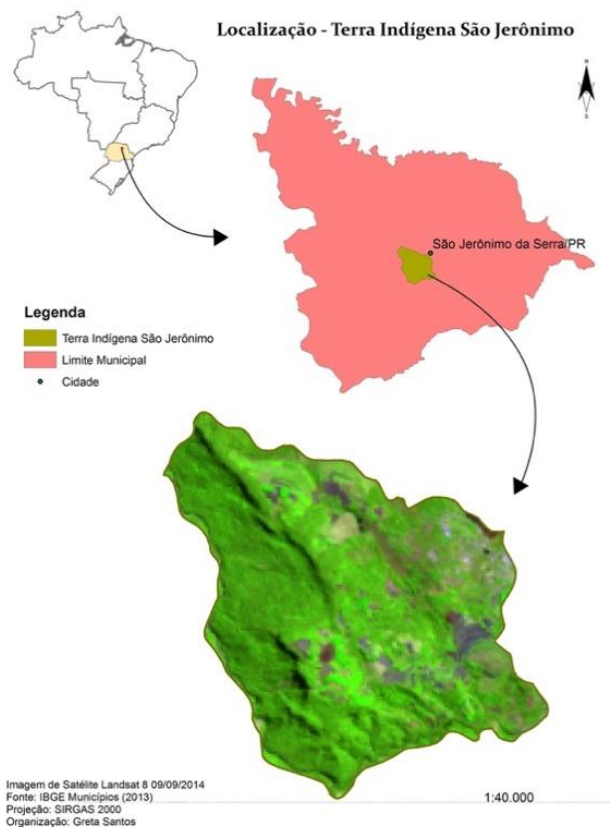 Localização - Terra Indígena São Jerônimo
N
S
São Jerônimo da Serra/PR
Legenda
Terra Indígena São Jerônimo
Limite Municipal
Cidade
Imagem de Satélite Landsat 8 09/09/2014
Fonte: IBGE Municípios (2013)
Projeção: SIRGAS 2000
Organização: Greta Santos
1:40.000